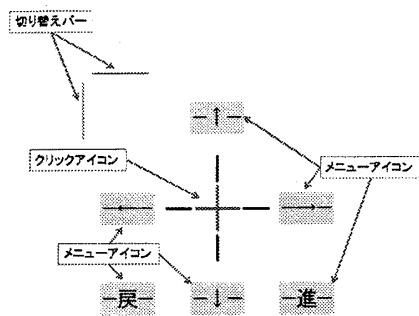 切り替えバー
－↑－
クリックアイコン
メニューアイコン
←
→
メニューアイコン
－戻－
－↓－
－進－